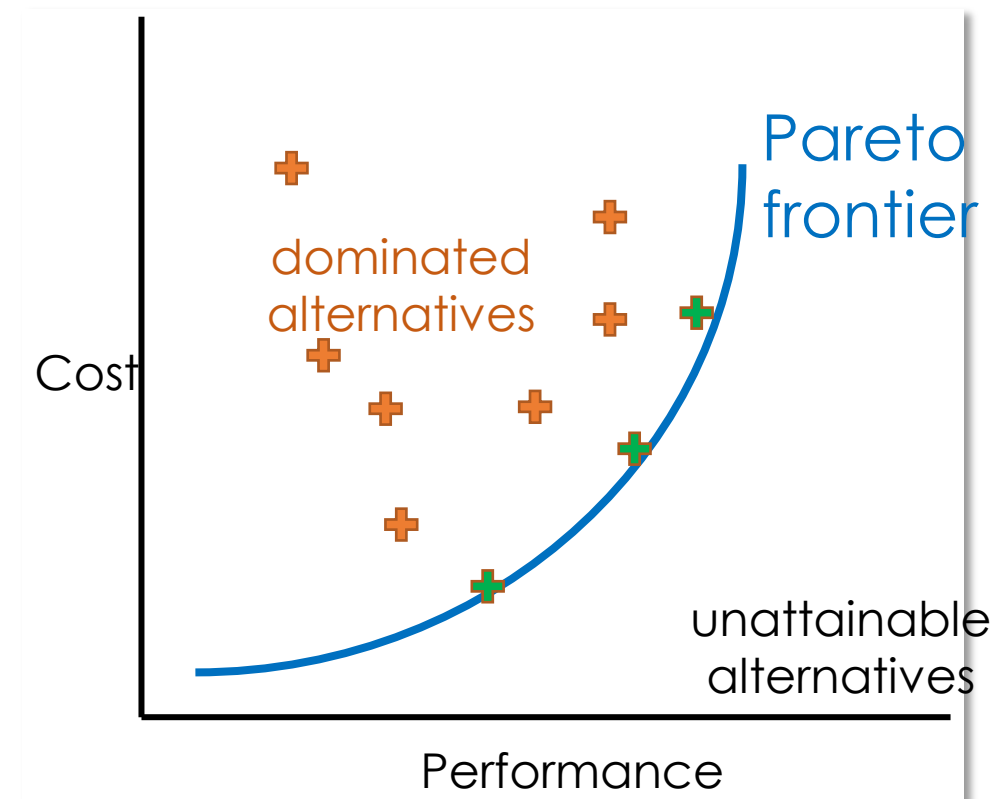 Pareto
frontier
dominated
alternatives
Cost
unattainable
alternatives
Performance